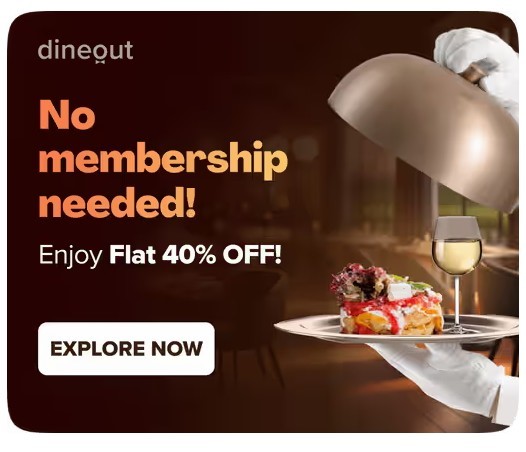 dineout
No
membership
needed!
Enjoy Flat 40% OFF!
EXPLORE NOW